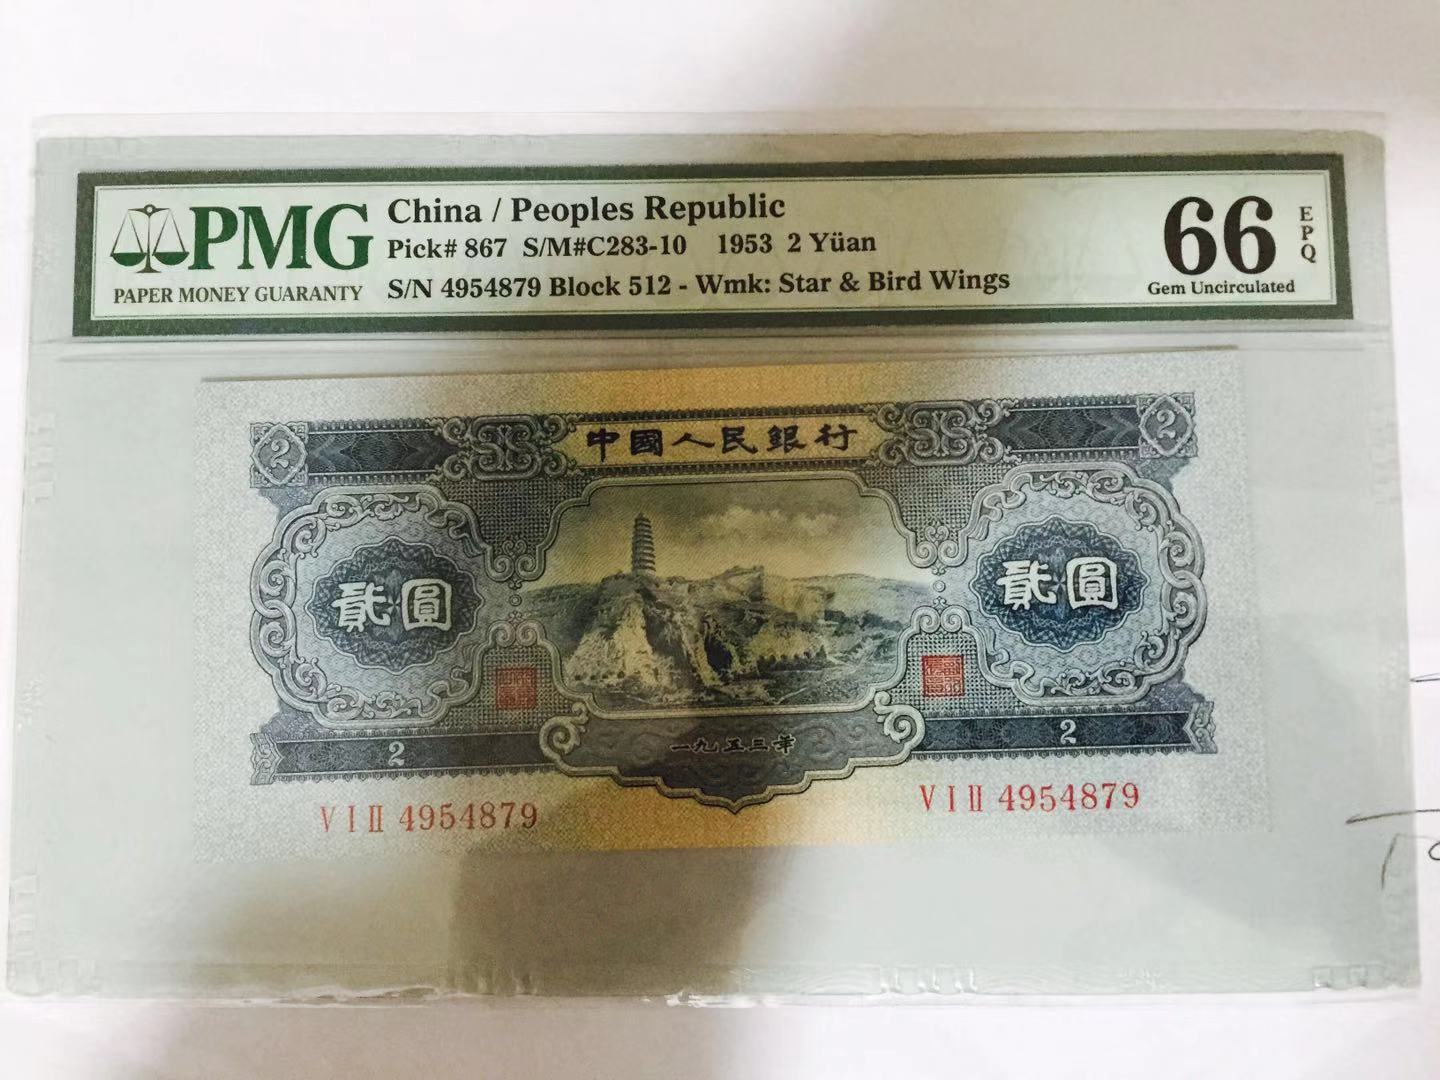 PMG
PAPER MONEY GUARANTY
China / Peoples Republic
Pick# 867 S/M#C283-10 1953 2 Yüan
S/N 4954879 Block 512 - Wmk: Star & Bird Wings
66 EPQ
Gem Uncirculated
2 中國人民銀行 2
貳圓 貳圓
2 一九五三年 2
V I II 4954879 V I II 4954879